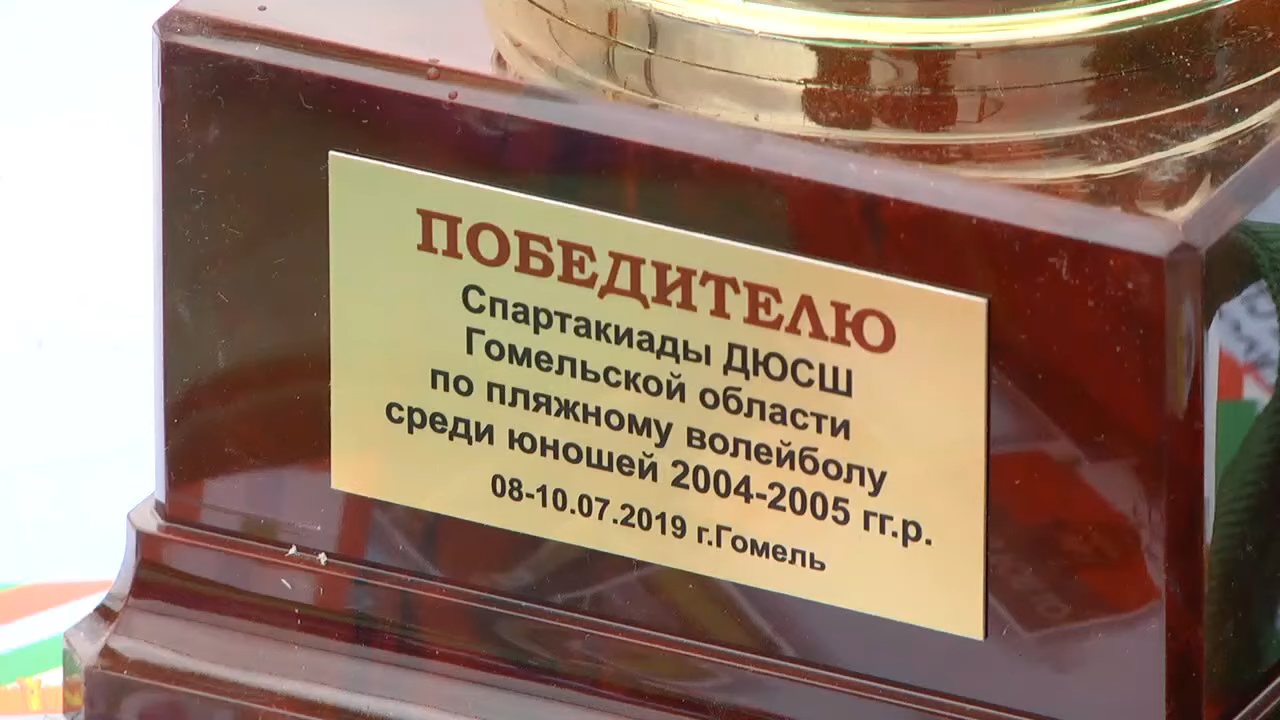 ПОБЕДИТЕЛЮ
Спартакиады ДЮСШ
Гомельской области
по пляжному волейболу
среди юношей 2004-2005 гг.р.
08-10.07.2019 г.Гомель